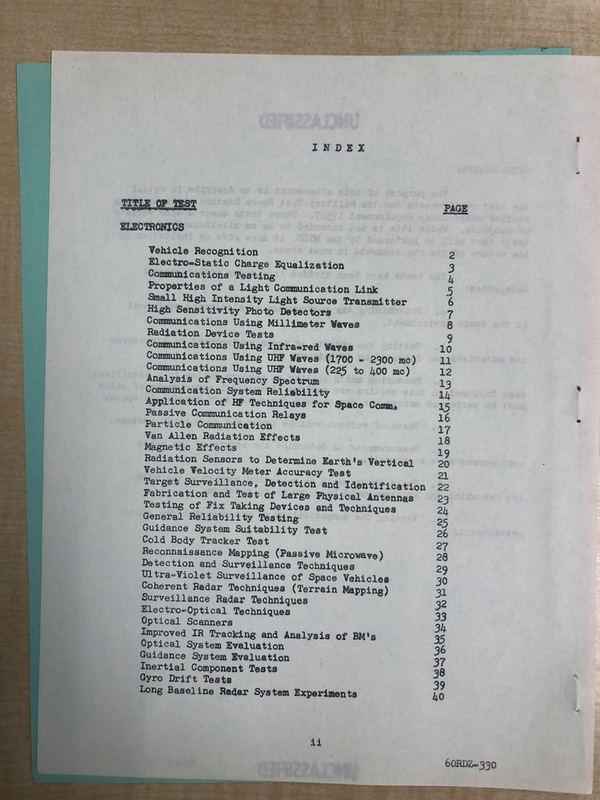 UNCLASSIFIED
INDEX
TITLE OF TEST PAGE
ELECTRONICS
Vehicle Recognition 2
Electro-Static Charge Equalization 3
Communications Testing 4
Properties of a Light Communication Link 5
Small High Intensity Light Source Transmitter 6
High Sensitivity Photo Detectors 7
Communications Using Millimeter Waves 8
Radiation Device Tests 9
Communications Using Infra-red Waves 10
Communications Using UHF Waves (1700 - 2300 mc) 11
Communications Using UHF Waves (225 to 400 mc) 12
Analysis of Frequency Spectrum 13
Communication System Reliability 14
Application of HF Techniques for Space Comm. 15
Passive Communication Relays 16
Particle Communication 17
Van Allen Radiation Effects 18
Magnetic Effects 19
Radiation Sensors to Determine Earth's Vertical 20
Vehicle Velocity Meter Accuracy Test 21
Target Surveillance, Detection and Identification 22
Fabrication and Test of Large Physical Antennas 23
Testing of Fix Taking Devices and Techniques 24
General Reliability Testing 25
Guidance System Suitability Test 26
Cold Body Tracker Test 27
Reconnaissance Mapping (Passive Microwave) 28
Detection and Surveillance Techniques 29
Ultra-Violet Surveillance of Space Vehicles 30
Coherent Radar Techniques (Terrain Mapping) 31
Surveillance Radar Techniques 32
Electro-Optical Techniques 33
Optical Scanners 34
Improved IR Tracking and Analysis of BM's 35
Optical System Evaluation 36
Guidance System Evaluation 37
Inertial Component Tests 38
Gyro Drift Tests 39
Long Baseline Radar System Experiments 40
ii
60RDZ-330
UNCLASSIFIED